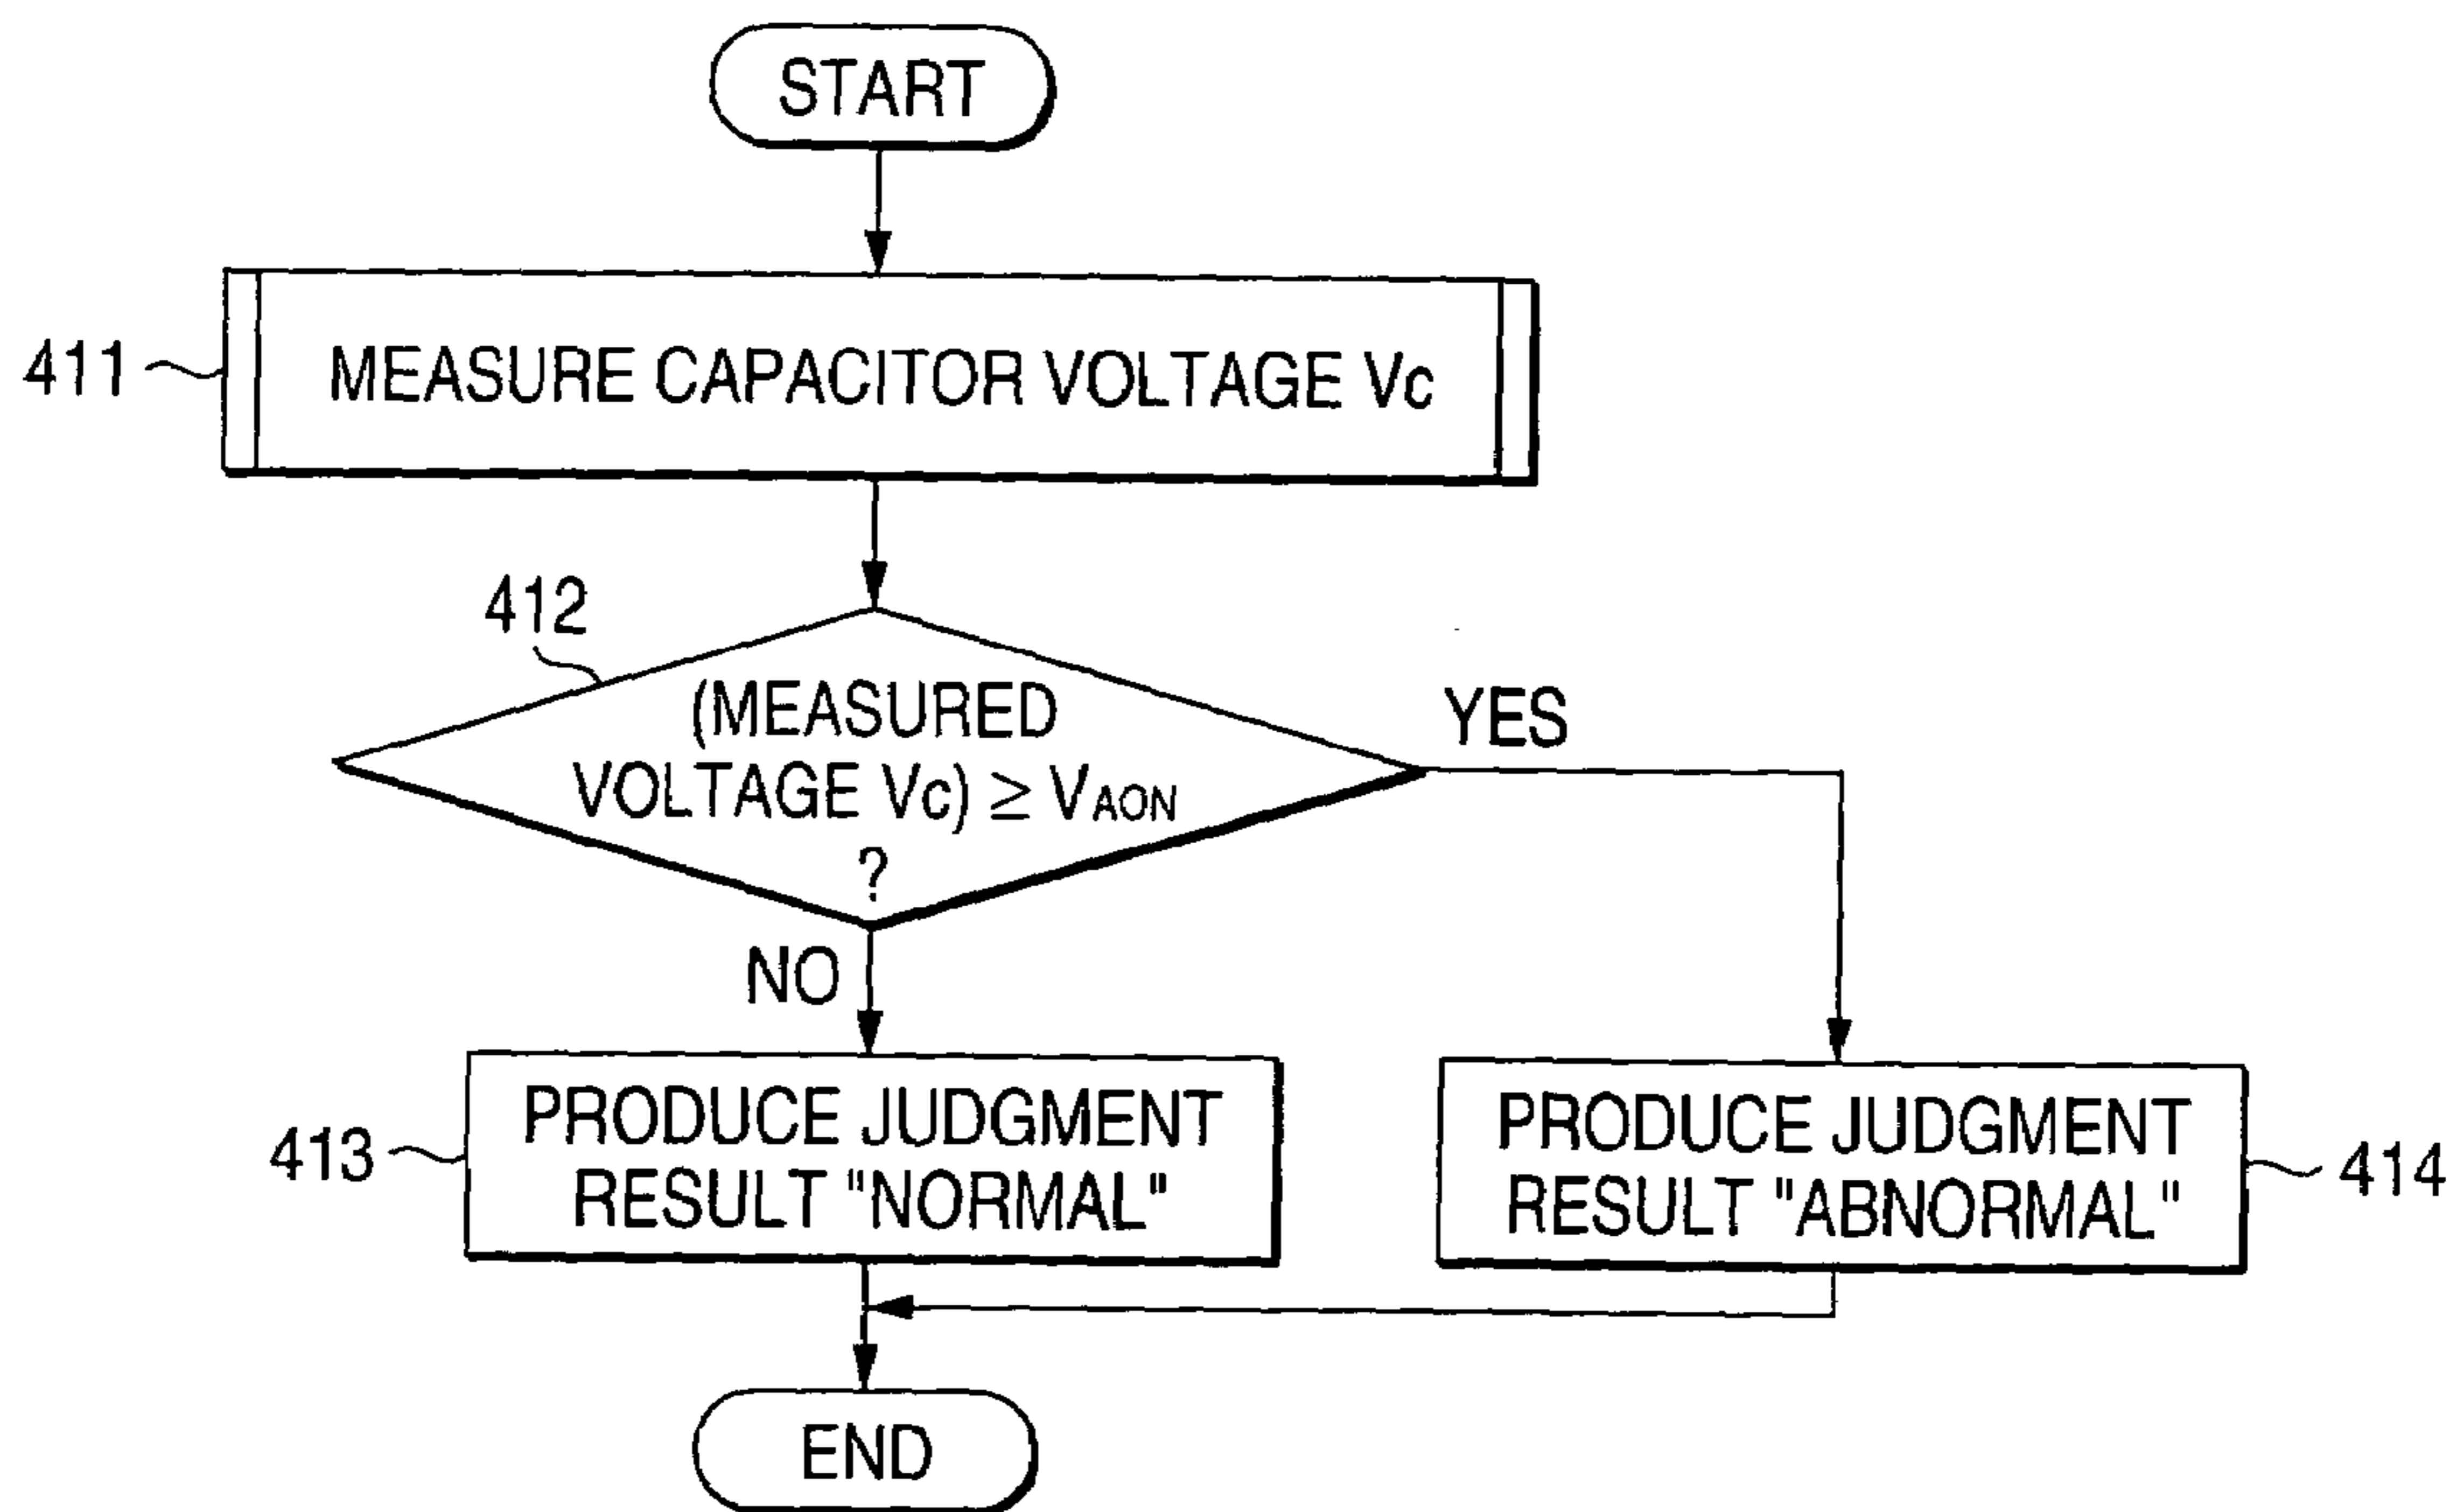 START
411
MEASURE CAPACITOR VOLTAGE Vc
412
(MEASURED
VOLTAGE Vc) ≥ VAON
?
YES
NO
413
PRODUCE JUDGMENT
RESULT "NORMAL"
PRODUCE JUDGMENT
RESULT "ABNORMAL"
414
END